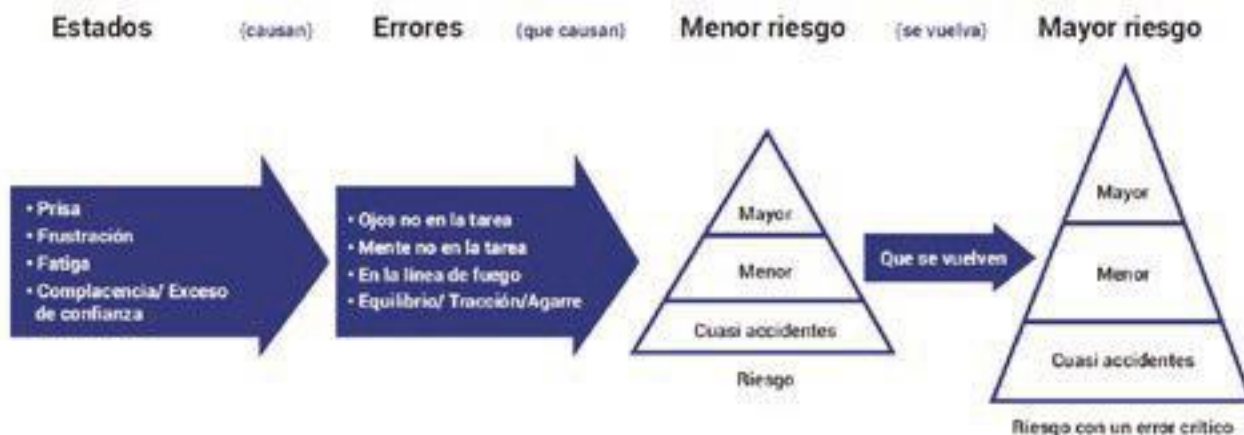 Estados (causan) Errores (que causan) Menor riesgo (se vuelva) Mayor riesgo
• Prisa
• Frustración
• Fatiga
• Complacencia/ Exceso
de confianza
• Ojos no en la tarea
• Mente no en la tarea
• En la línea de fuego
• Equilibrio/ Tracción/Agarre
Mayor
Menor
Cuasi accidentes
Riesgo
Que se vuelven
Mayor
Menor
Cuasi accidentes
Riesgo con un error crítico